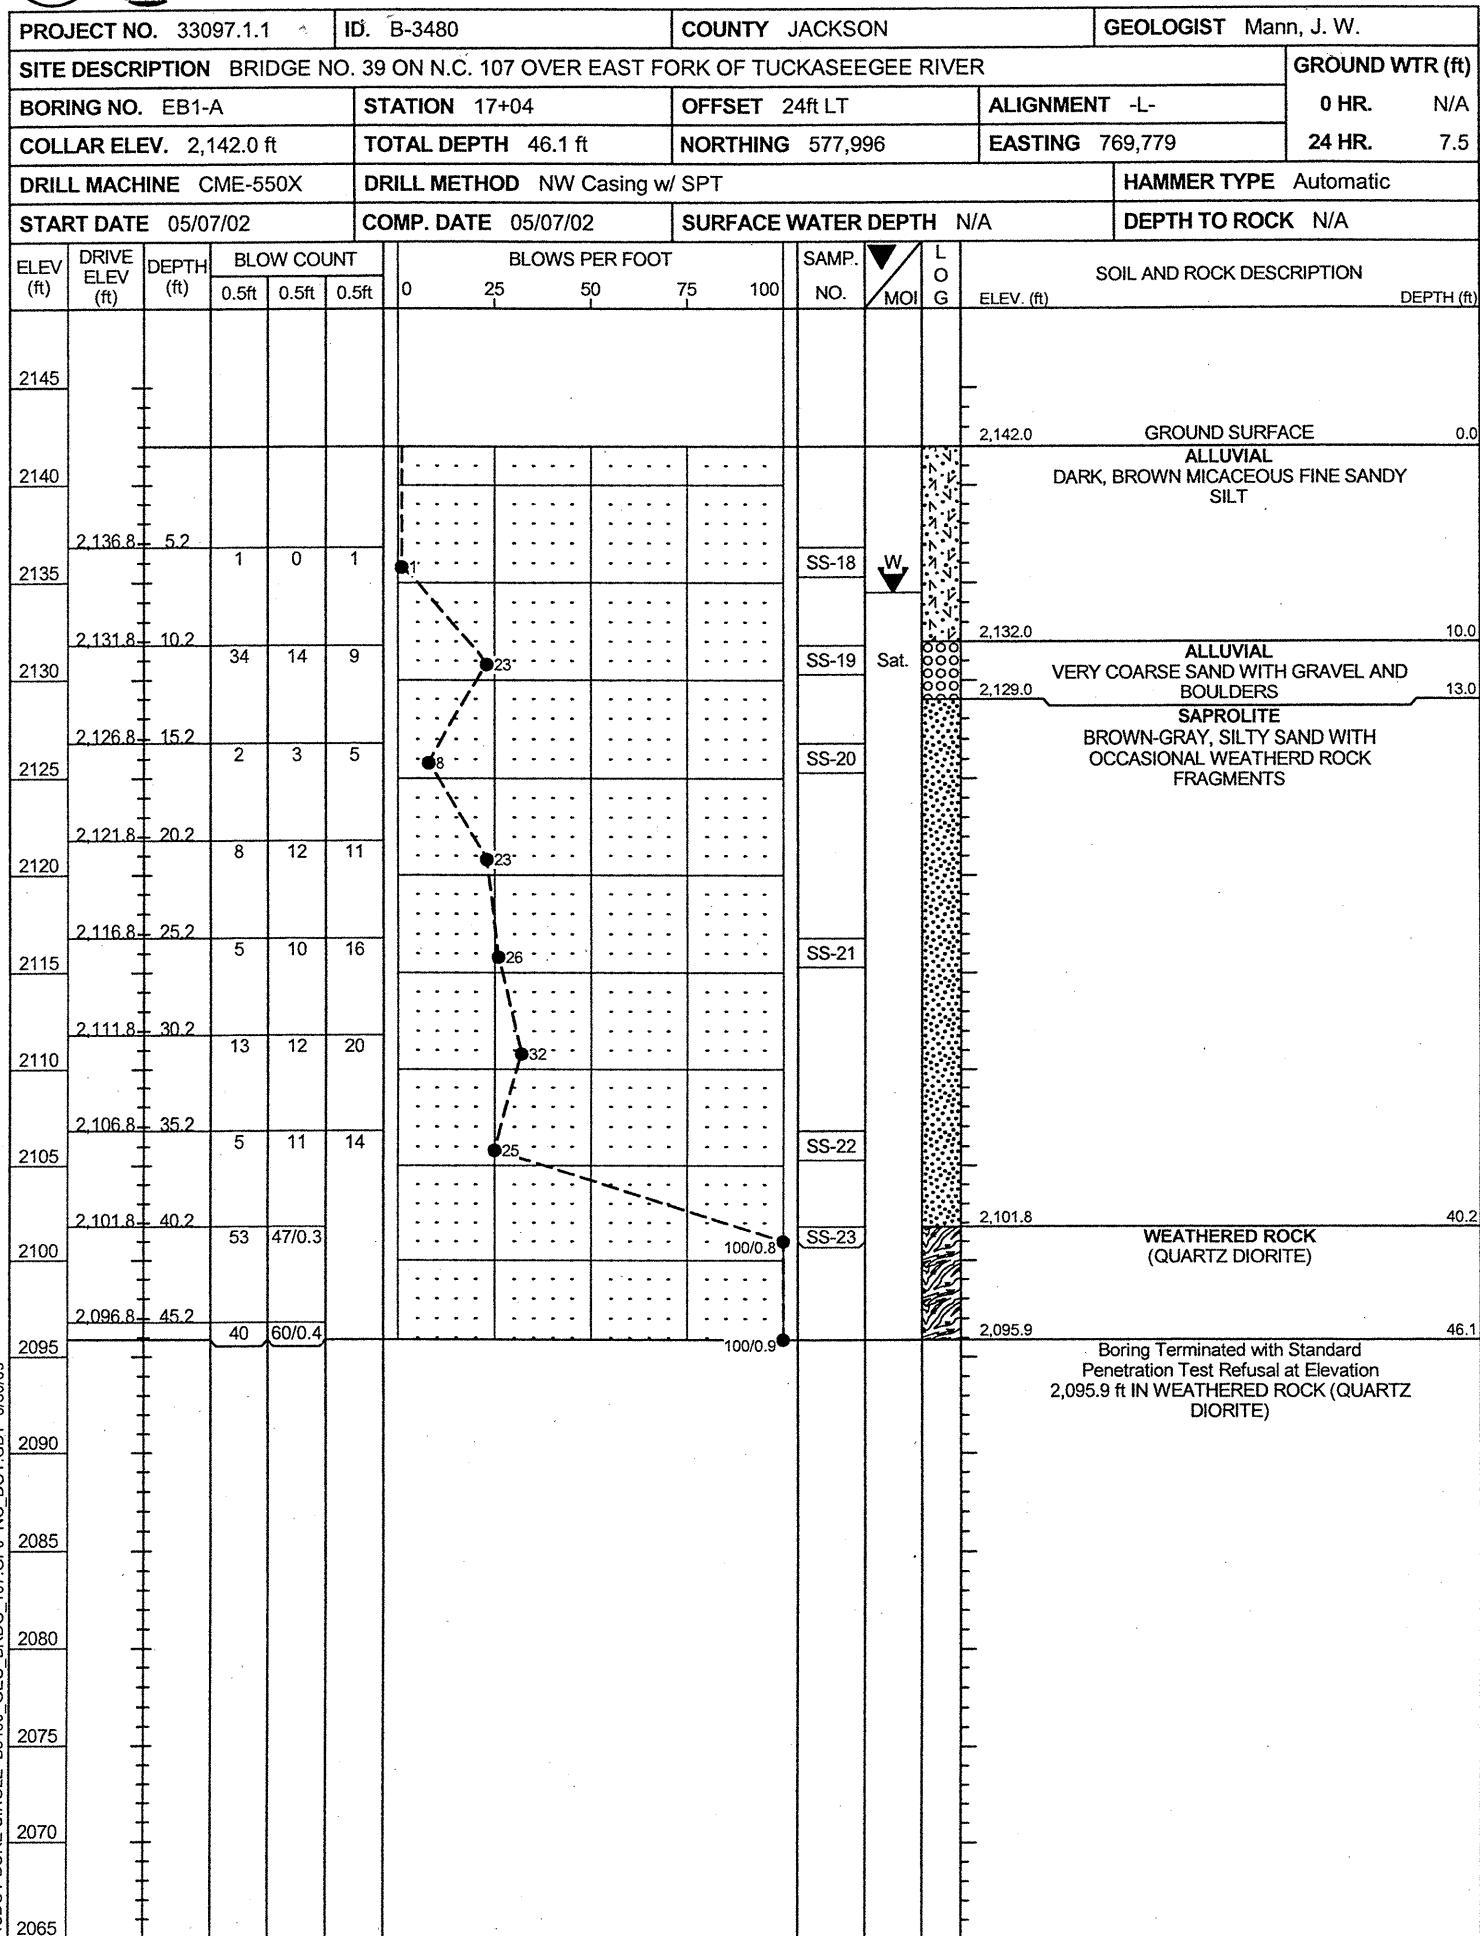 PROJECT NO. 33097.1.1 ID. B-3480 COUNTY JACKSON GEOLOGIST Mann, J. W.
SITE DESCRIPTION BRIDGE NO. 39 ON N.C. 107 OVER EAST FORK OF TUCKASEEGEE RIVER GROUND WTR (ft)
BORING NO. EB1-A STATION 17+04 OFFSET 24ft LT ALIGNMENT -L- 0 HR. N/A
COLLAR ELEV. 2,142.0 ft TOTAL DEPTH 46.1 ft NORTHING 577,996 EASTING 769,779 24 HR. 7.5
DRILL MACHINE CME-550X DRILL METHOD NW Casing w/ SPT HAMMER TYPE Automatic
START DATE 05/07/02 COMP. DATE 05/07/02 SURFACE WATER DEPTH N/A DEPTH TO ROCK N/A
ELEV (ft) DRIVE ELEV (ft) DEPTH (ft) BLOW COUNT BLOWS PER FOOT SAMP. NO. MOI LOG SOIL AND ROCK DESCRIPTION
0.5ft 0.5ft 0.5ft 0 25 50 75 100 ELEV. (ft) DEPTH (ft)
2145
2,142.0 GROUND SURFACE 0.0
ALLUVIAL
2140 DARK, BROWN MICACEOUS FINE SANDY
SILT
2,136.8 5.2
1 0 1 1 SS-18 W
2135
2,132.0 10.0
2,131.8 10.2
34 14 9 23 SS-19 Sat. ALLUVIAL
2130 VERY COARSE SAND WITH GRAVEL AND
2,129.0 BOULDERS 13.0
SAPROLITE
2,126.8 15.2 BROWN-GRAY, SILTY SAND WITH
2 3 5 8 SS-20 OCCASIONAL WEATHERD ROCK
2125 FRAGMENTS
2,121.8 20.2
8 12 11 23
2120
2,116.8 25.2
5 10 16 26 SS-21
2115
2,111.8 30.2
13 12 20 32
2110
2,106.8 35.2
5 11 14 25 SS-22
2105
2,101.8 40.2 2,101.8 40.2
53 47/0.3 100/0.8 SS-23 WEATHERED ROCK
2100 (QUARTZ DIORITE)
2,096.8 45.2
40 60/0.4 100/0.9 2,095.9 46.1
2095 Boring Terminated with Standard
Penetration Test Refusal at Elevation
2,095.9 ft IN WEATHERED ROCK (QUARTZ
DIORITE)
2090
2085
2080
2075
2070
2065